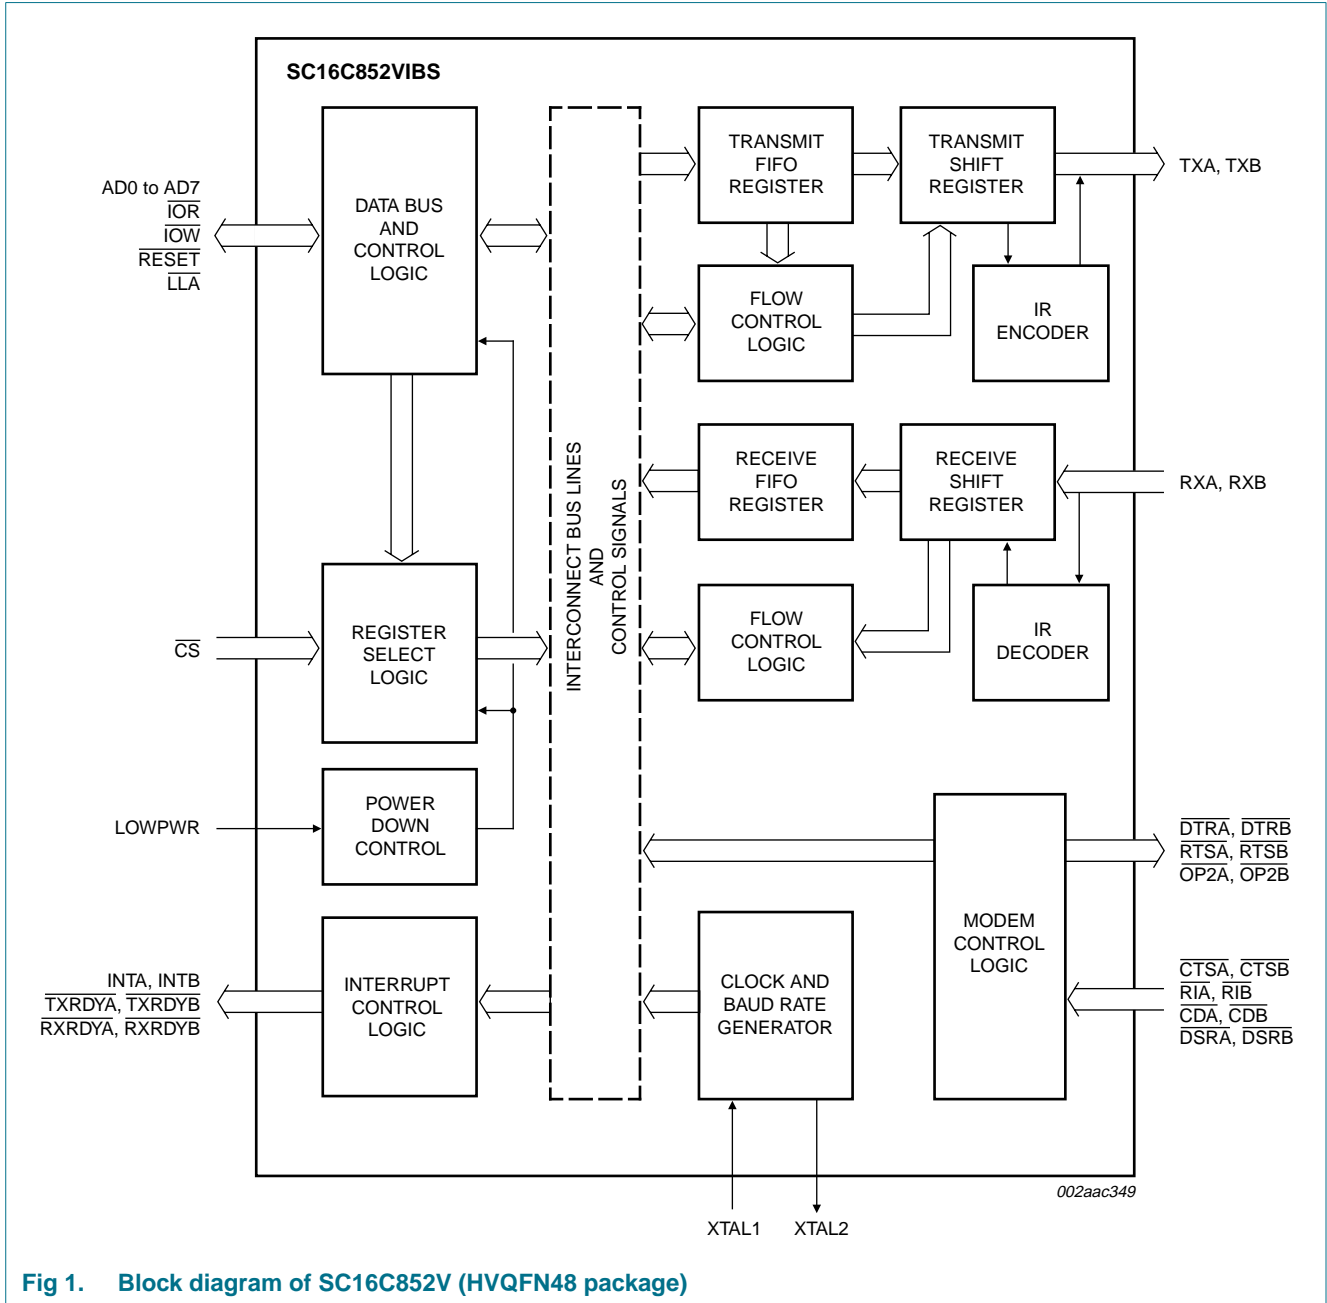 SC16C852VIBS
AD0 to AD7
IOR
IOW
RESET
LLA
DATA BUS
AND
CONTROL
LOGIC
TRANSMIT
FIFO
REGISTER
TRANSMIT
SHIFT
REGISTER
TXA, TXB
FLOW
CONTROL
LOGIC
IR
ENCODER
INTERCONNECT BUS LINES
AND
CONTROL SIGNALS
RECEIVE
FIFO
REGISTER
RECEIVE
SHIFT
REGISTER
RXA, RXB
CS
REGISTER
SELECT
LOGIC
FLOW
CONTROL
LOGIC
IR
DECODER
LOWPWR
POWER
DOWN
CONTROL
DTRA, DTRB
RTSA, RTSB
OP2A, OP2B
MODEM
CONTROL
LOGIC
INTA, INTB
TXRDYA, TXRDYB
RXRDYA, RXRDYB
INTERRUPT
CONTROL
LOGIC
CLOCK AND
BAUD RATE
GENERATOR
CTSA, CTSB
RIA, RIB
CDA, CDB
DSRA, DSRB
002aac349
XTAL1
XTAL2
Fig 1. Block diagram of SC16C852V (HVQFN48 package)